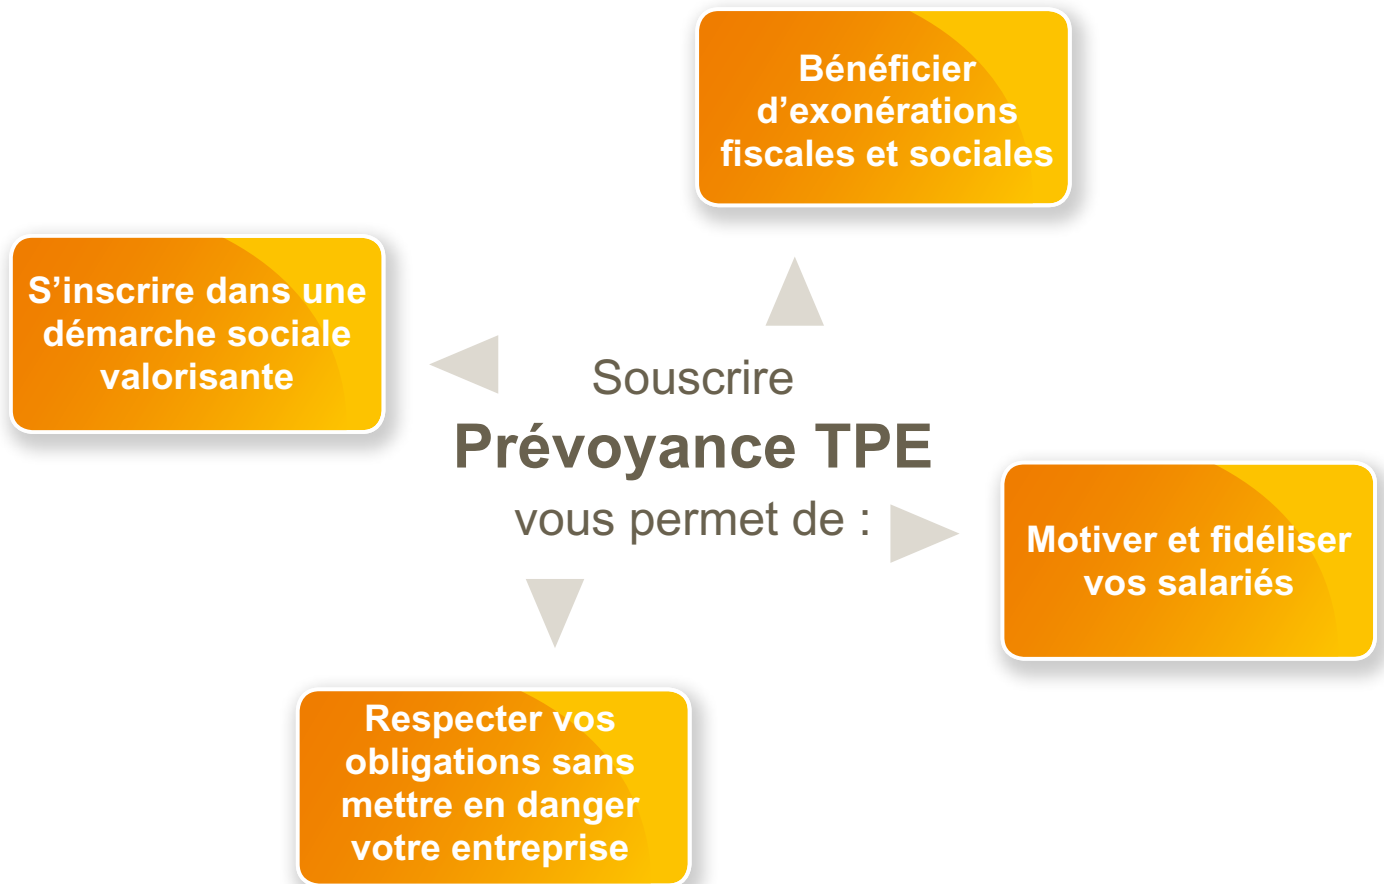 Bénéficier
d’exonérations
fiscales et sociales
S’inscrire dans une
démarche sociale
valorisante
Souscrire
Prévoyance TPE
vous permet de :
Motiver et fidéliser
vos salariés
Respecter vos
obligations sans
mettre en danger
votre entreprise